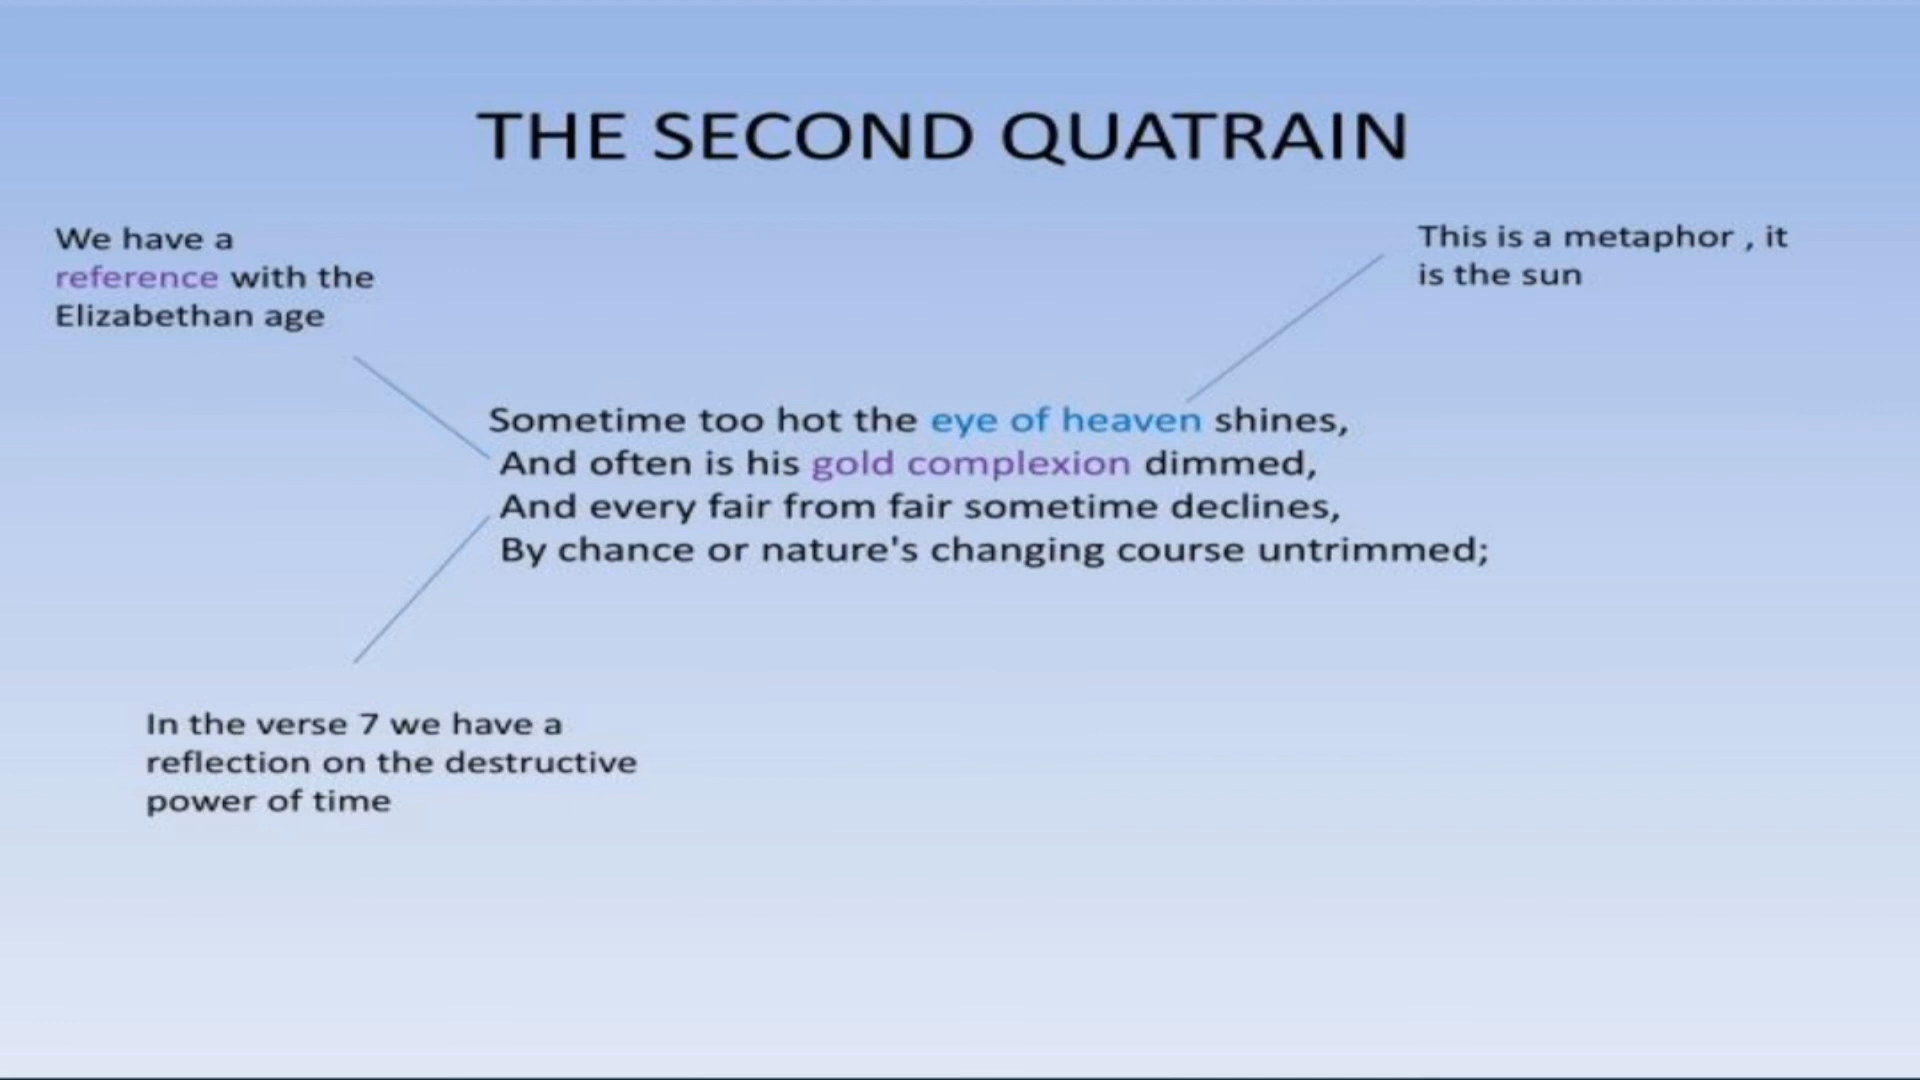 THE SECOND QUATRAIN
We have a
reference with the
Elizabethan age
This is a metaphor , it
is the sun
Sometime too hot the eye of heaven shines,
And often is his gold complexion dimmed,
And every fair from fair sometime declines,
By chance or nature's changing course untrimmed;
In the verse 7 we have a
reflection on the destructive
power of time